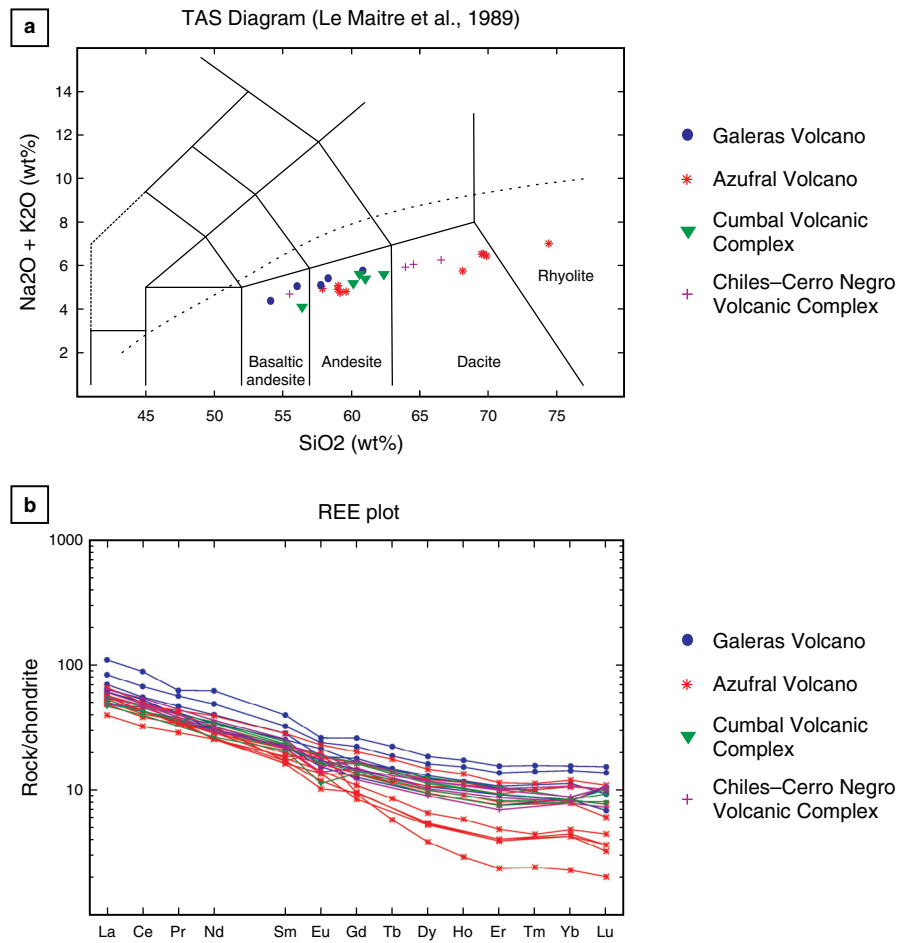 a
TAS Diagram (Le Maitre et al., 1989)
Na2O + K2O (wt%)
14
12
10
8
6
4
2
Basaltic
andesite
Andesite
Dacite
Rhyolite
45 50 55 60 65 70 75
SiO2 (wt%)
Galeras Volcano
Azufral Volcano
Cumbal Volcanic
Complex
Chiles–Cerro Negro
Volcanic Complex
b
REE plot
Rock/chondrite
1000
100
10
La Ce Pr Nd Sm Eu Gd Tb Dy Ho Er Tm Yb Lu
Galeras Volcano
Azufral Volcano
Cumbal Volcanic
Complex
Chiles–Cerro Negro
Volcanic Complex